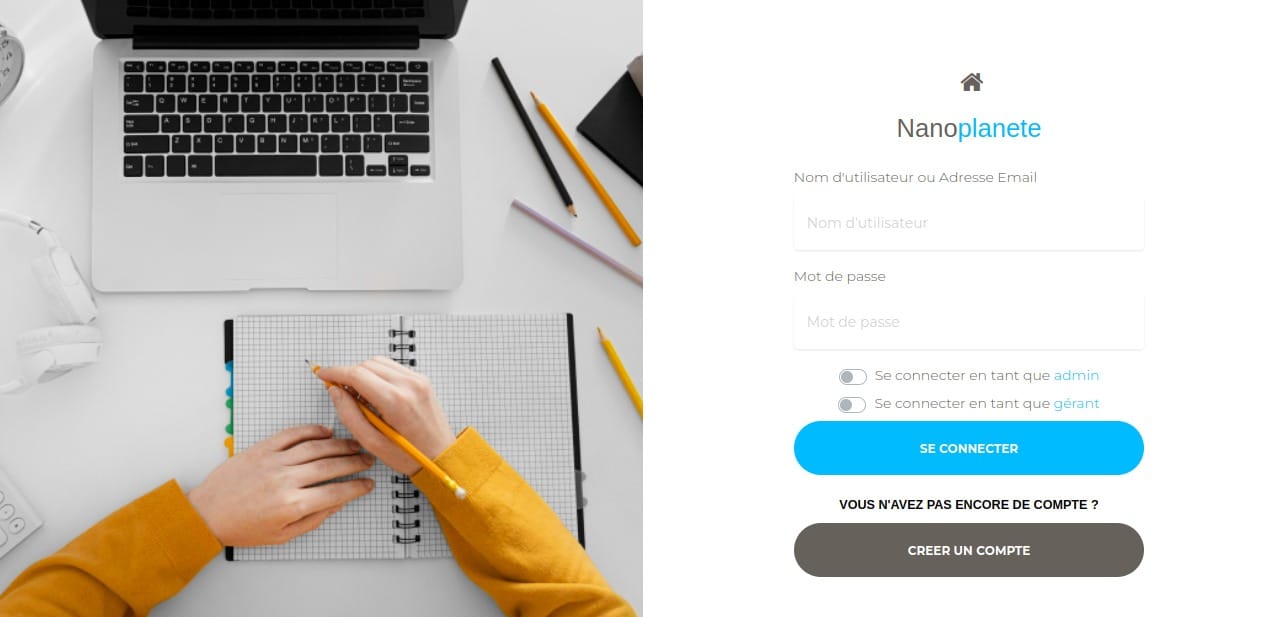 Nanoplanete
Nom d'utilisateur ou Adresse Email
Nom d'utilisateur
Mot de passe
Mot de passe
Se connecter en tant que admin
Se connecter en tant que gérant
SE CONNECTER
VOUS N'AVEZ PAS ENCORE DE COMPTE ?
CREER UN COMPTE